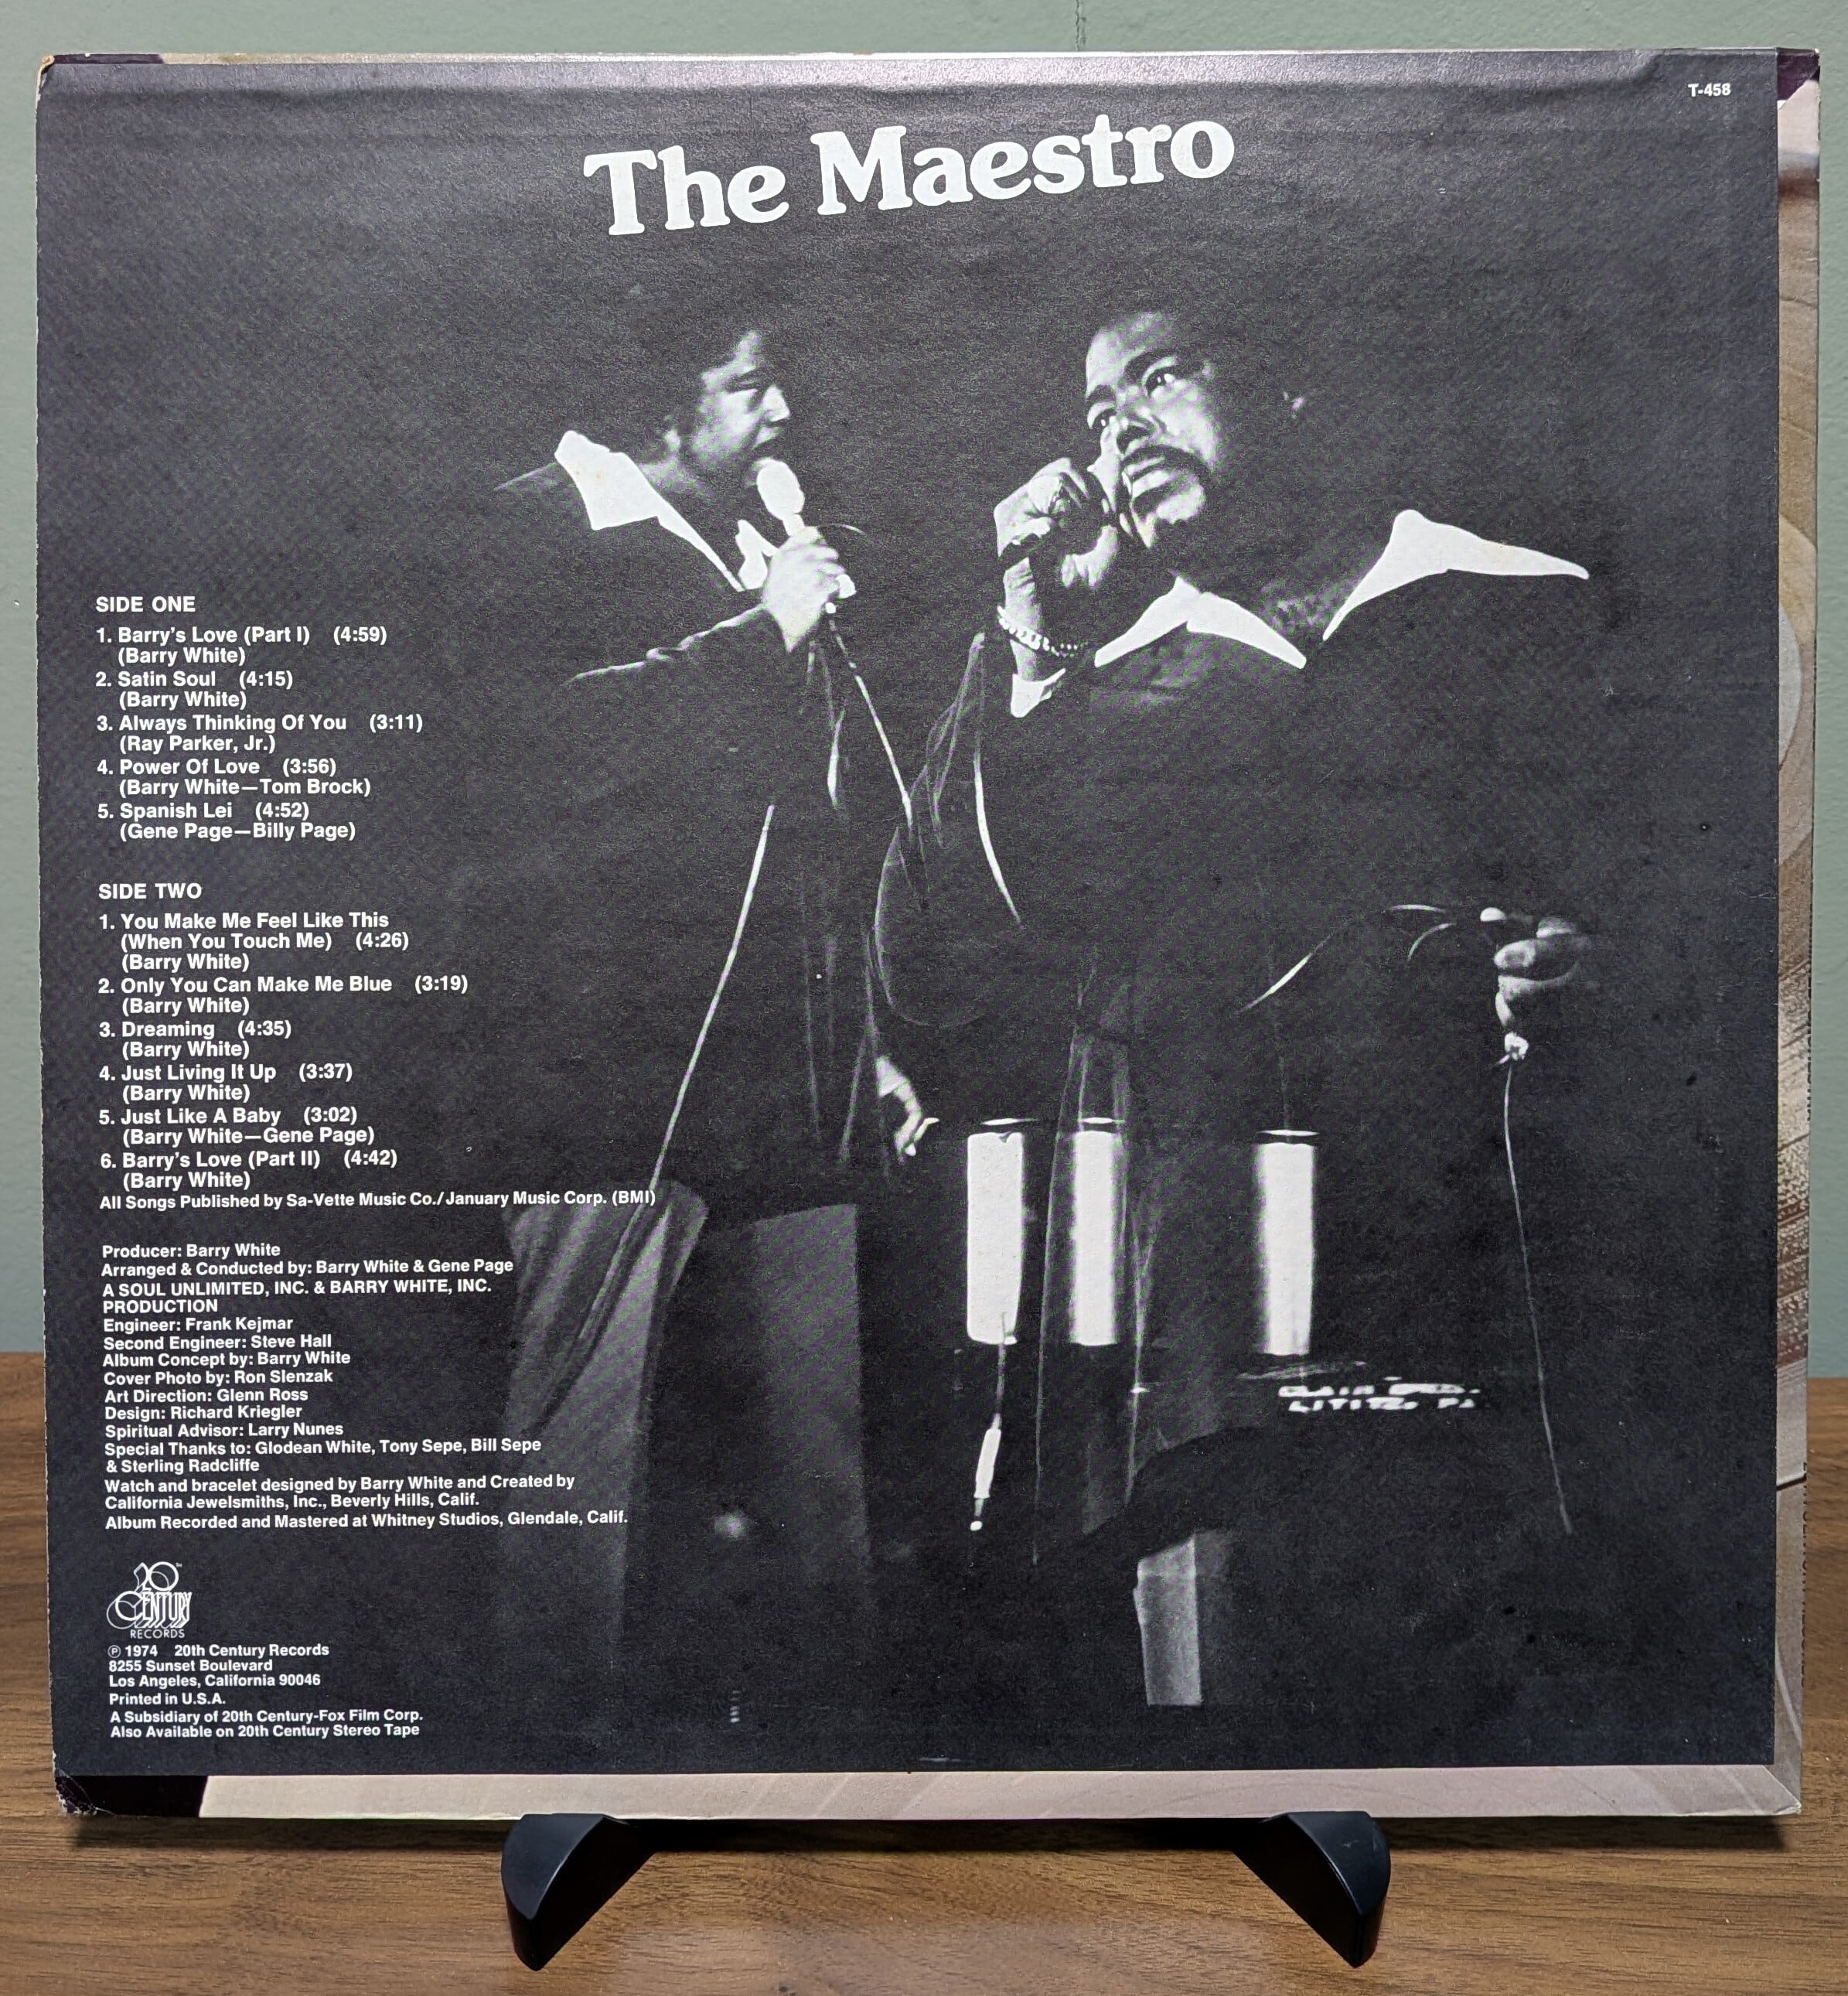 T-458
The Maestro
SIDE ONE
1. Barry's Love (Part I) (4:59)
(Barry White)
2. Satin Soul (4:15)
(Barry White)
3. Always Thinking Of You (3:11)
(Ray Parker, Jr.)
4. Power Of Love (3:56)
(Barry White—Tom Brock)
5. Spanish Lei (4:52)
(Gene Page—Billy Page)
SIDE TWO
1. You Make Me Feel Like This
(When You Touch Me) (4:26)
(Barry White)
2. Only You Can Make Me Blue (3:19)
(Barry White)
3. Dreaming (4:35)
(Barry White)
4. Just Living It Up (3:37)
(Barry White)
5. Just Like A Baby (3:02)
(Barry White—Gene Page)
6. Barry's Love (Part II) (4:42)
(Barry White)
All Songs Published by Sa-Vette Music Co./January Music Corp. (BMI)
Producer: Barry White
Arranged & Conducted by: Barry White & Gene Page
A SOUL UNLIMITED, INC. & BARRY WHITE, INC.
PRODUCTION
Engineer: Frank Kejmar
Second Engineer: Steve Hall
Album Concept by: Barry White
Cover Photo by: Ron Slenzak
Art Direction: Glenn Ross
Design: Richard Kriegler
Spiritual Advisor: Larry Nunes
Special Thanks to: Glodean White, Tony Sepe, Bill Sepe
& Sterling Radcliffe
Watch and bracelet designed by Barry White and Created by
California Jewelsmiths, Inc., Beverly Hills, Calif.
Album Recorded and Mastered at Whitney Studios, Glendale, Calif.
20
CENTURY
RECORDS
℗ 1974 20th Century Records
8255 Sunset Boulevard
Los Angeles, California 90046
Printed in U.S.A.
A Subsidiary of 20th Century-Fox Film Corp.
Also Available on 20th Century Stereo Tape